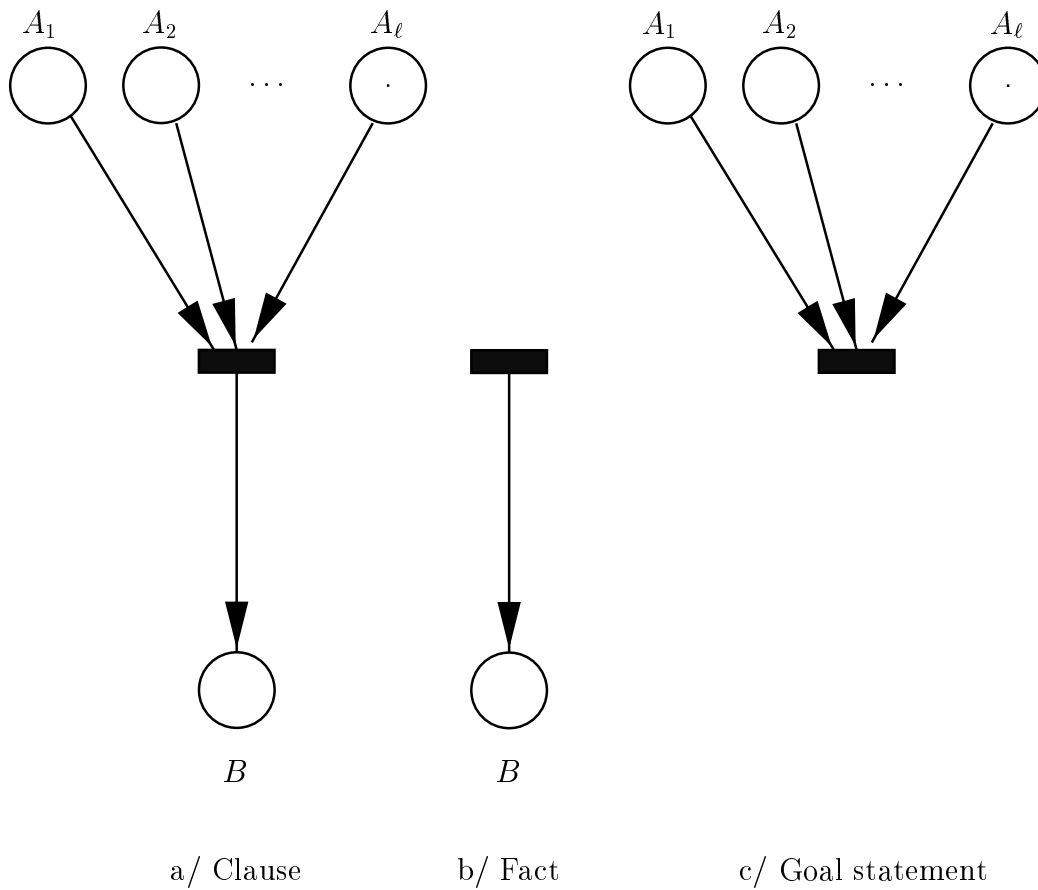 A₁ A₂ ⋯ Aℓ A₁ A₂ ⋯ Aℓ
B B
a/ Clause b/ Fact c/ Goal statement